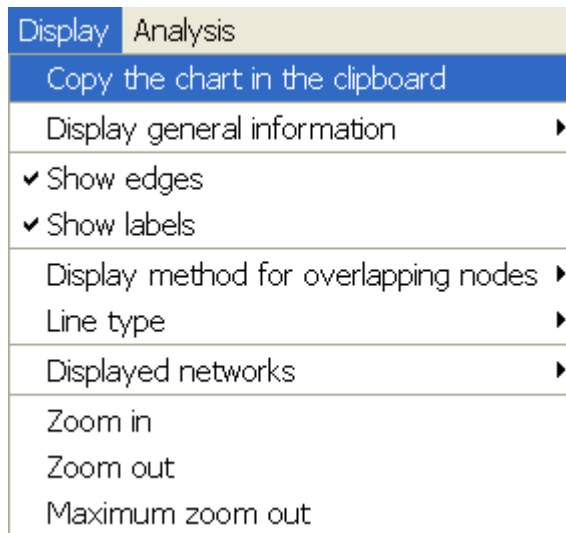 Display Analysis
Copy the chart in the clipboard
Display general information
Show edges
Show labels
Display method for overlapping nodes
Line type
Displayed networks
Zoom in
Zoom out
Maximum zoom out